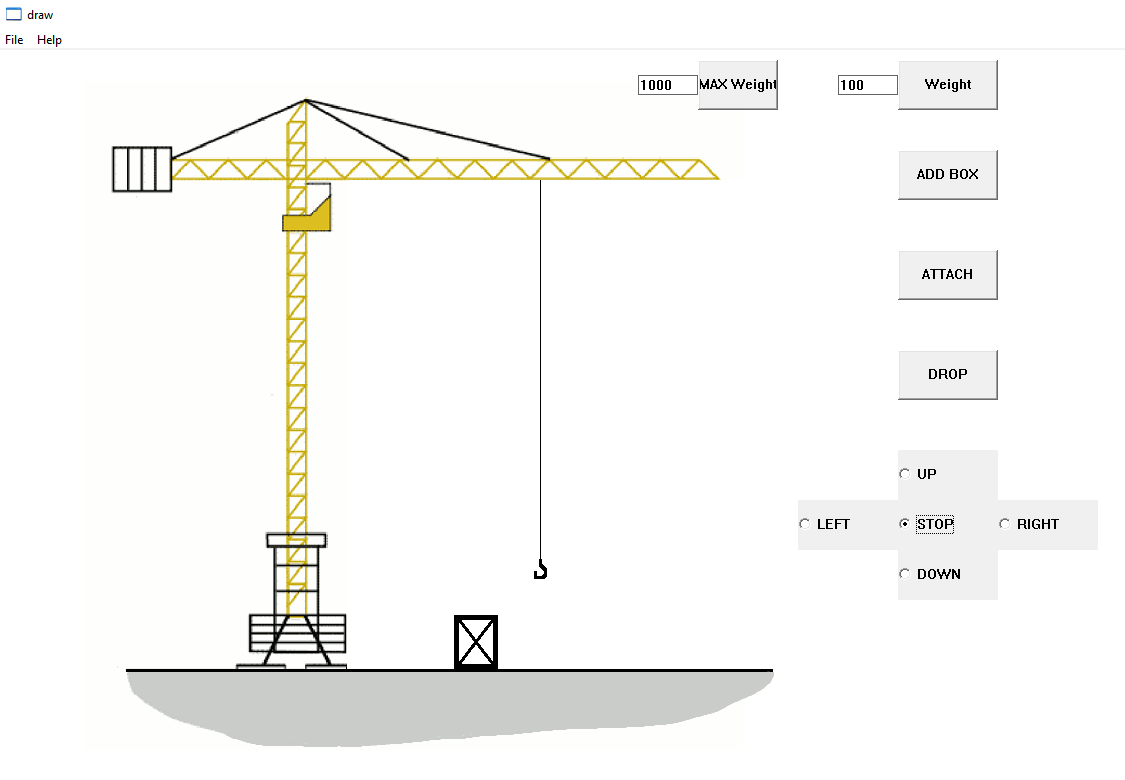 draw
File Help
1000 MAX Weight 100 Weight
ADD BOX
ATTACH
DROP
UP
LEFT STOP RIGHT
DOWN